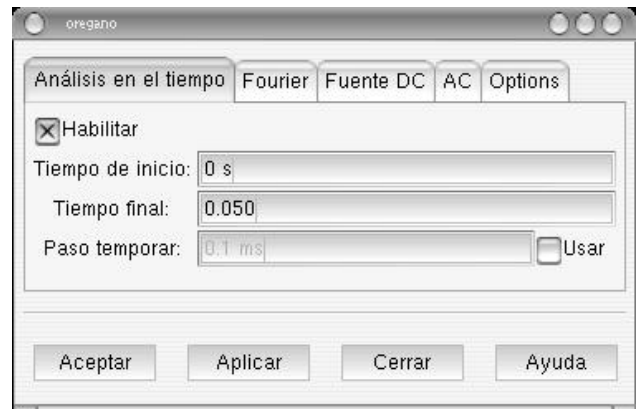 oregano
Análisis en el tiempo Fourier Fuente DC AC Options
Habilitar
Tiempo de inicio: 0 s
Tiempo final: 0.050
Paso temporar: 0.1 ms Usar
Aceptar Aplicar Cerrar Ayuda